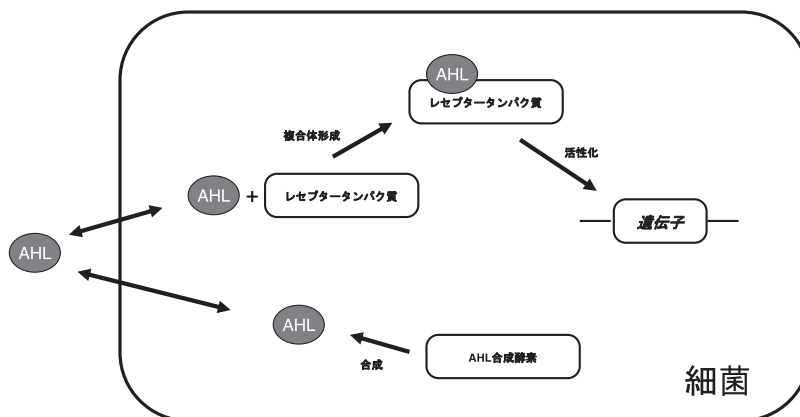 AHL
レセプタータンパク質
複合体形成
活性化
AHL
+
レセプタータンパク質
遺伝子
AHL
AHL
合成
AHL合成酵素
細菌